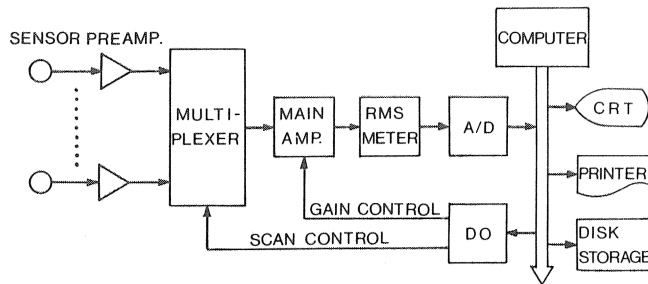 SENSOR PREAMP.
MULTI-
PLEXER
MAIN
AMP.
RMS
METER
A/D
COMPUTER
CRT
PRINTER
DISK
STORAGE
DO
GAIN CONTROL
SCAN CONTROL